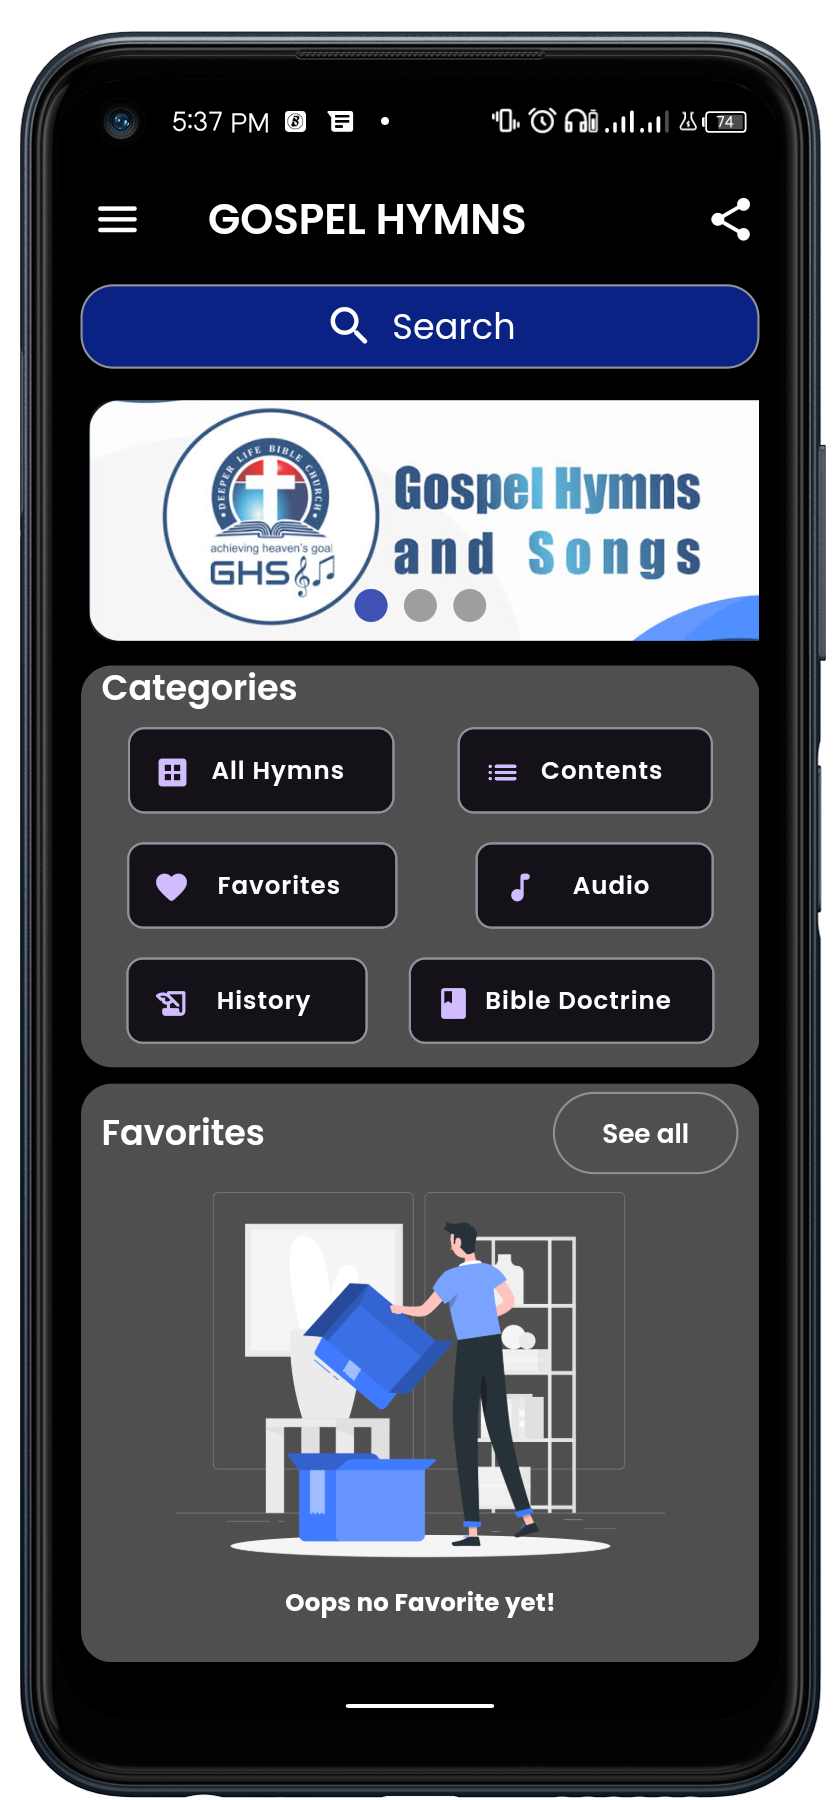 5:37 PM
74
GOSPEL HYMNS
Search
DEEPER LIFE BIBLE CHURCH
achieving heaven's goal
GHS
Gospel Hymns
and Songs
Categories
All Hymns
Contents
Favorites
Audio
History
Bible Doctrine
Favorites
See all
Oops no Favorite yet!